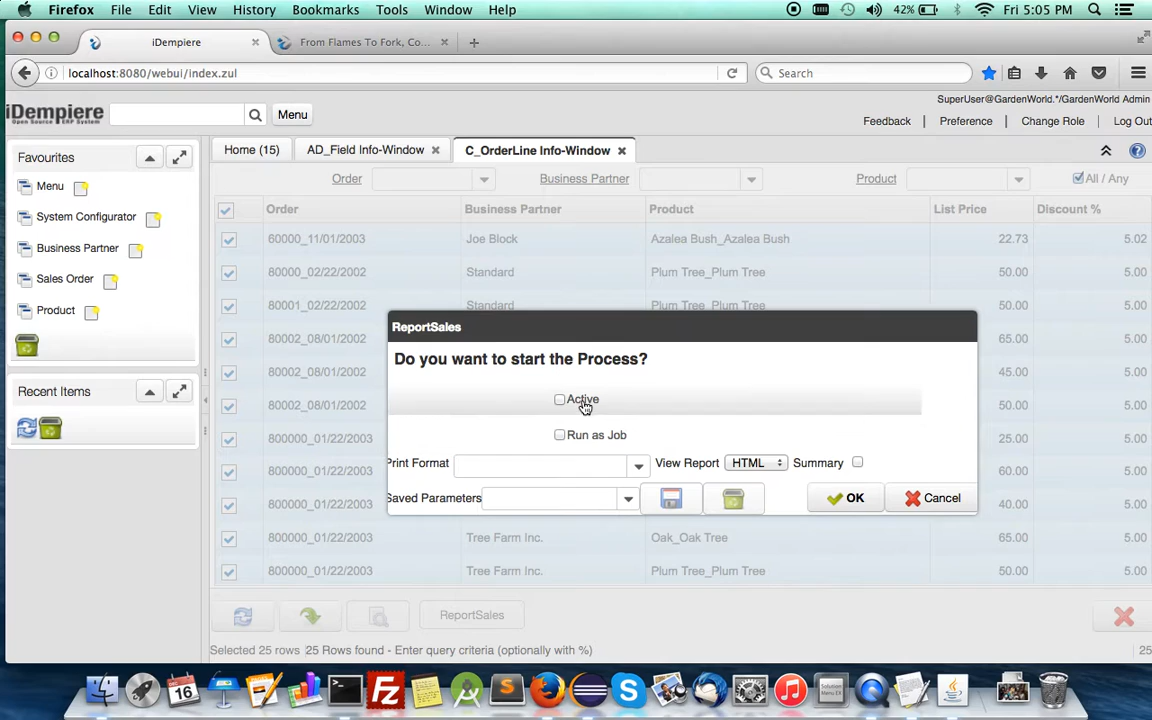 Firefox File Edit View History Bookmarks Tools Window Help 42% Fri 5:05 PM
iDempiere From Flames To Fork, Co...
localhost:8080/webui/index.zul Search
SuperUser@GardenWorld.*/GardenWorld Admin
iDempiere Menu
Open Source ERP System
Feedback Preference Change Role Log Out
Favourites Home (15) AD_Field Info-Window C_OrderLine Info-Window
Menu Order Business Partner Product All / Any
System Configurator Order Business Partner Product List Price Discount %
Business Partner 60000_11/01/2003 Joe Block Azalea Bush_Azalea Bush 22.73 5.02
Sales Order 80000_02/22/2002 Standard Plum Tree_Plum Tree 50.00 5.00
Product 80001_02/22/2002 Standard Plum Tree_Plum Tree 50.00 5.00
80002_08/01/2002 65.00 5.00
80002_08/01/2002 45.00 5.00
Recent Items 80002_08/01/2002 50.00 5.00
800000_01/22/2003 25.00 5.00
800000_01/22/2003 60.00 5.00
800000_01/22/2003 40.00 5.00
800000_01/22/2003 Tree Farm Inc. Oak_Oak Tree 65.00 5.00
800000_01/22/2003 Tree Farm Inc. Plum Tree_Plum Tree 50.00 5.00
ReportSales
Do you want to start the Process?
Active
Run as Job
Print Format View Report HTML Summary
Saved Parameters OK Cancel
ReportSales
Selected 25 rows 25 Rows found - Enter query criteria (optionally with %) 25
DEC
16